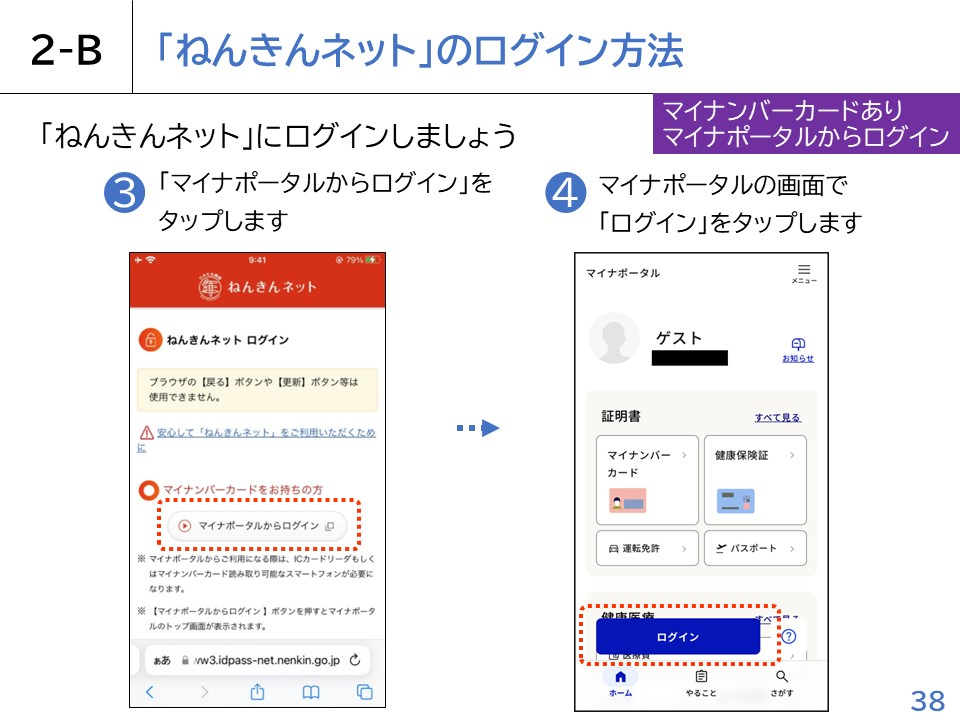 2-B
「ねんきんネット」のログイン方法
マイナンバーカードあり
マイナポータルからログイン
「ねんきんネット」にログインしましょう
3
「マイナポータルからログイン」を
タップします
4
マイナポータルの画面で
「ログイン」をタップします
9:41
79%
ねんきんネット
ねんきんネット ログイン
ブラウザの【戻る】ボタンや【更新】ボタン等は
使用できません。
安心して「ねんきんネット」をご利用いただくため
に
マイナンバーカードをお持ちの方
マイナポータルからログイン
※ マイナポータルからご利用になる際は、ICカードリーダもしく
はマイナンバーカード読み取り可能なスマートフォンが必要に
なります。
※ 【マイナポータルからログイン 】ボタンを押すとマイナポータ
ルのトップ画面が表示されます。
ぁあ
vw3.idpass-net.nenkin.go.jp
マイナポータル
メニュー
ゲスト
お知らせ
証明書
すべて見る
マイナンバー
カード
健康保険証
運転免許
パスポート
健康医療
すべて見る
ログイン
?
医療費
ホーム
やること
さがす
38